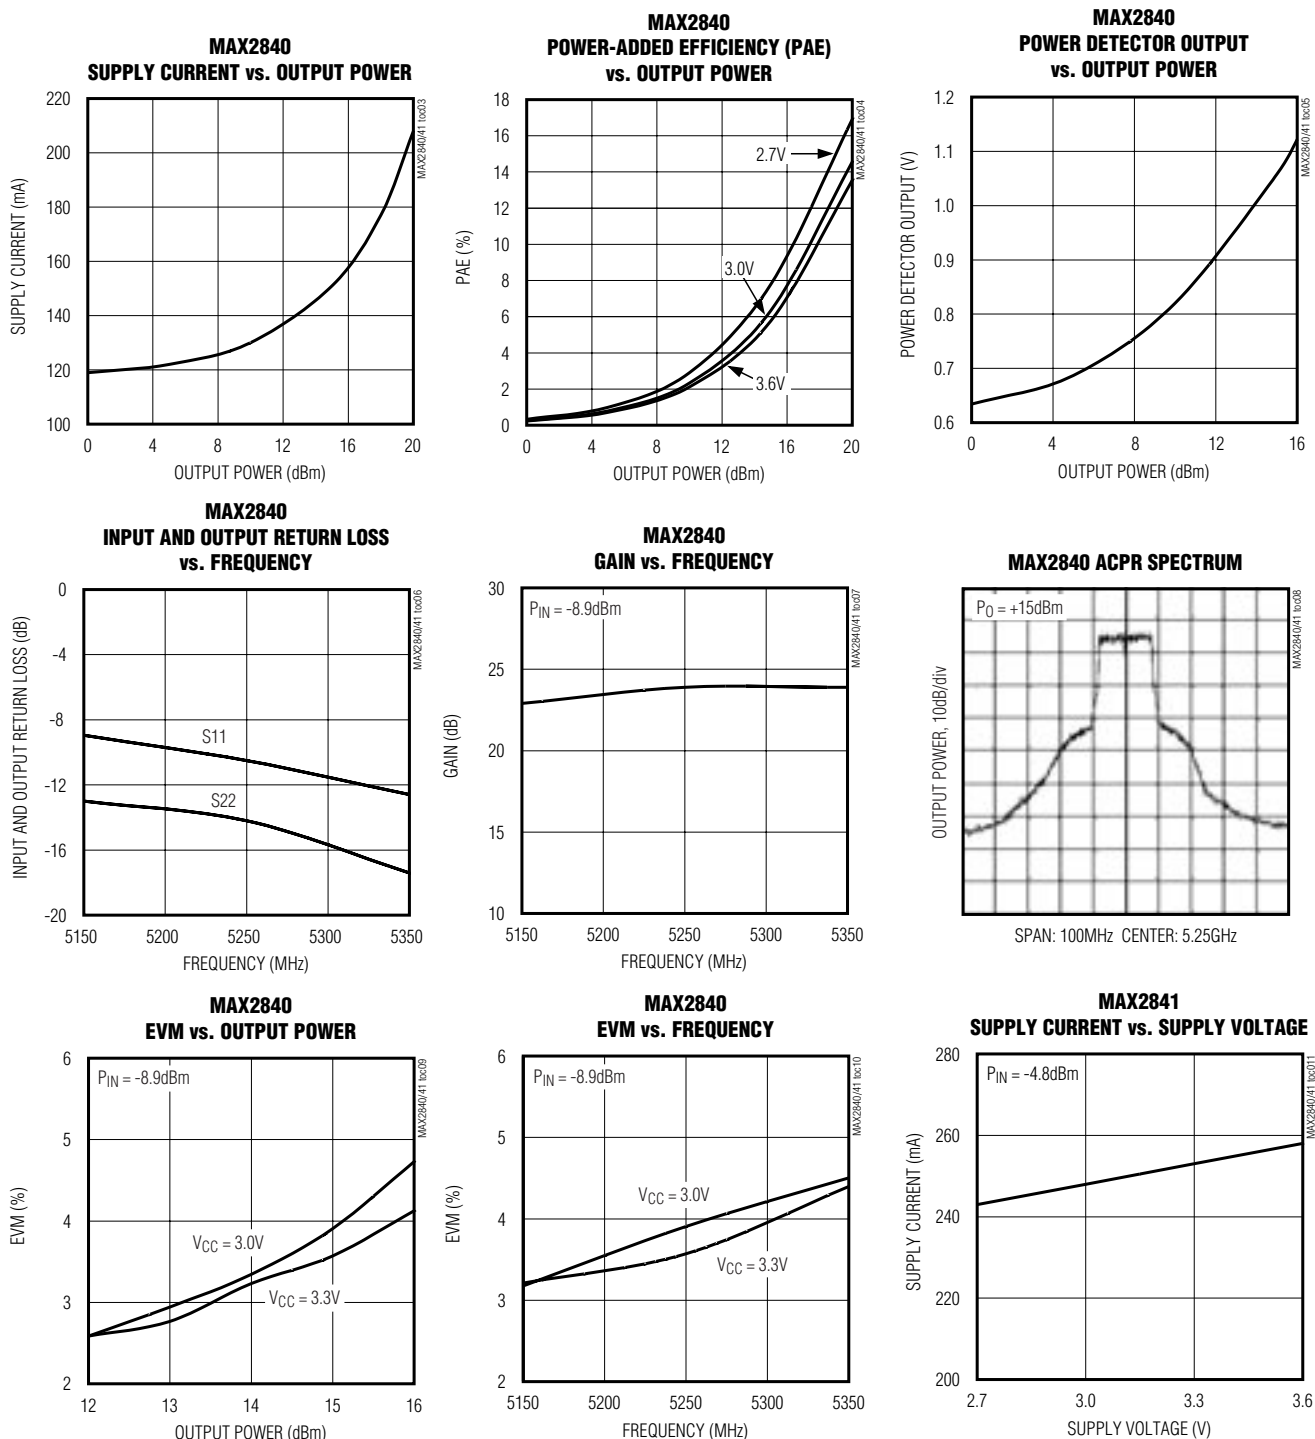 MAX2840
SUPPLY CURRENT vs. OUTPUT POWER
220
200
180
160
140
120
100
SUPPLY CURRENT (mA)
0 4 8 12 16 20
OUTPUT POWER (dBm)
MAX2840/41 toc03
MAX2840
POWER-ADDED EFFICIENCY (PAE)
vs. OUTPUT POWER
18
16
14
12
10
8
6
4
2
0
PAE (%)
2.7V
3.0V
3.6V
0 4 8 12 16 20
OUTPUT POWER (dBm)
MAX2840/41 toc04
MAX2840
POWER DETECTOR OUTPUT
vs. OUTPUT POWER
1.2
1.1
1.0
0.9
0.8
0.7
0.6
POWER DETECTOR OUTPUT (V)
0 4 8 12 16
OUTPUT POWER (dBm)
MAX2840/41 toc05
MAX2840
INPUT AND OUTPUT RETURN LOSS
vs. FREQUENCY
0
-4
-8
-12
-16
-20
INPUT AND OUTPUT RETURN LOSS (dB)
S11
S22
5150 5200 5250 5300 5350
FREQUENCY (MHz)
MAX2840/41 toc06
MAX2840
GAIN vs. FREQUENCY
30
25
20
15
10
GAIN (dB)
PIN = -8.9dBm
5150 5200 5250 5300 5350
FREQUENCY (MHz)
MAX2840/41 toc07
MAX2840 ACPR SPECTRUM
PO = +15dBm
OUTPUT POWER, 10dB/div
SPAN: 100MHz CENTER: 5.25GHz
MAX2840/41 toc08
MAX2840
EVM vs. OUTPUT POWER
6
5
4
3
2
EVM (%)
PIN = -8.9dBm
VCC = 3.0V
VCC = 3.3V
12 13 14 15 16
OUTPUT POWER (dBm)
MAX2840/41 toc09
MAX2840
EVM vs. FREQUENCY
6
5
4
3
2
EVM (%)
PIN = -8.9dBm
VCC = 3.0V
VCC = 3.3V
5150 5200 5250 5300 5350
FREQUENCY (MHz)
MAX2840/41 toc10
MAX2841
SUPPLY CURRENT vs. SUPPLY VOLTAGE
280
260
240
220
200
SUPPLY CURRENT (mA)
PIN = -4.8dBm
2.7 3.0 3.3 3.6
SUPPLY VOLTAGE (V)
MAX2840/41 toc011